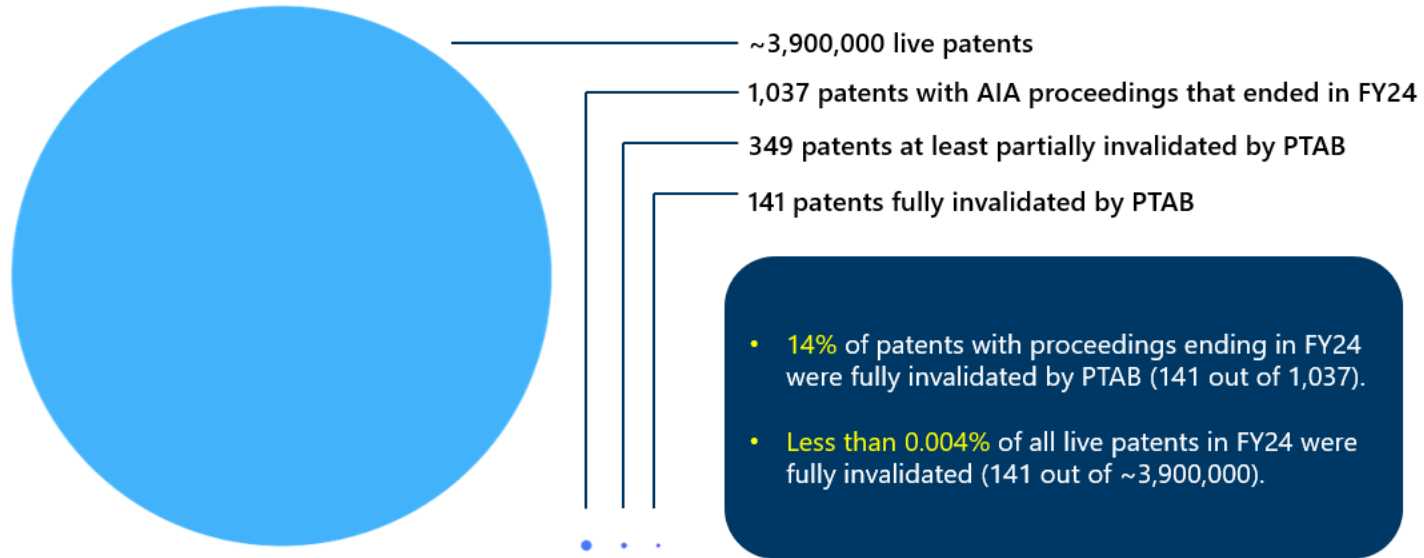 ~3,900,000 live patents
1,037 patents with AIA proceedings that ended in FY24
349 patents at least partially invalidated by PTAB
141 patents fully invalidated by PTAB
• 14% of patents with proceedings ending in FY24
were fully invalidated by PTAB (141 out of 1,037).
• Less than 0.004% of all live patents in FY24 were
fully invalidated (141 out of ~3,900,000).